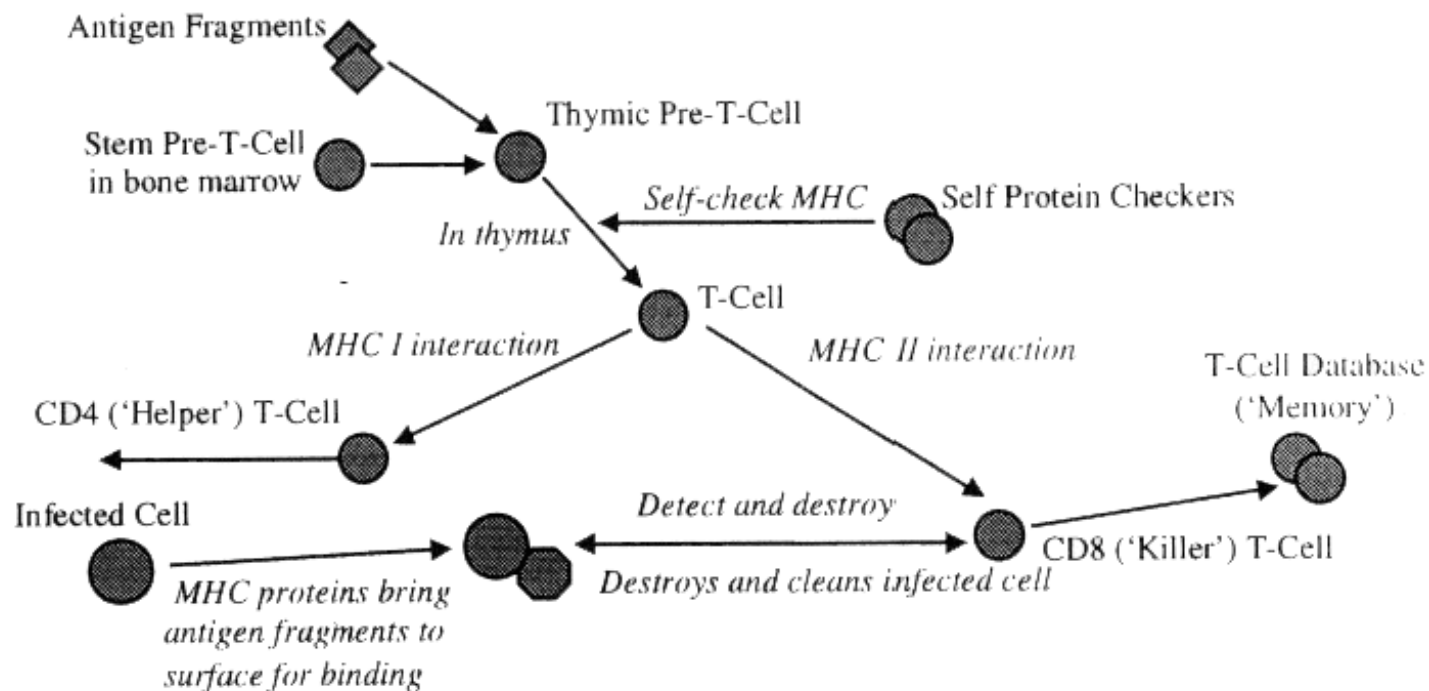 Antigen Fragments
Thymic Pre-T-Cell
Stem Pre-T-Cell
in bone marrow
Self-check MHC
Self Protein Checkers
In thymus
T-Cell
MHC I interaction
MHC II interaction
T-Cell Database
('Memory')
CD4 ('Helper') T-Cell
Infected Cell
Detect and destroy
CD8 ('Killer') T-Cell
Destroys and cleans infected cell
MHC proteins bring
antigen fragments to
surface for binding